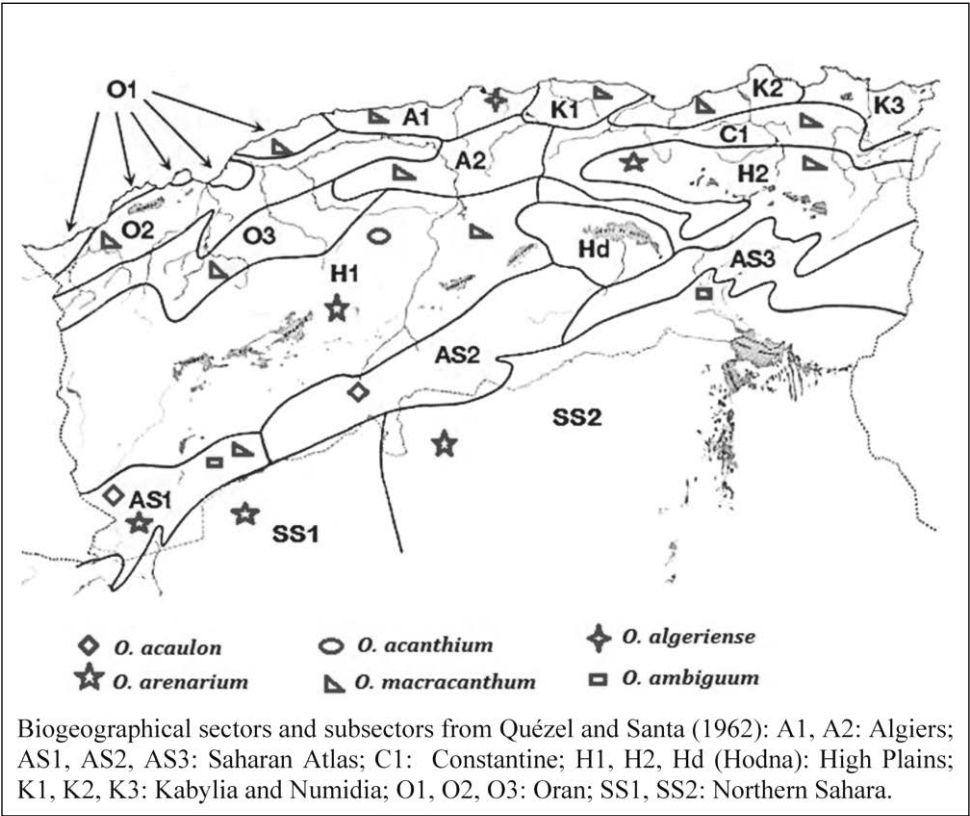 O1
K2
K1
K3
A1
C1
A2
H2
O2
O3
Hd
AS3
H1
AS2
SS2
AS1
SS1
O. acaulon
O. acanthium
O. algeriense
O. arenarium
O. macracanthum
O. ambiguum
Biogeographical sectors and subsectors from Quézel and Santa (1962): A1, A2: Algiers;
AS1, AS2, AS3: Saharan Atlas; C1: Constantine; H1, H2, Hd (Hodna): High Plains;
K1, K2, K3: Kabylia and Numidia; O1, O2, O3: Oran; SS1, SS2: Northern Sahara.